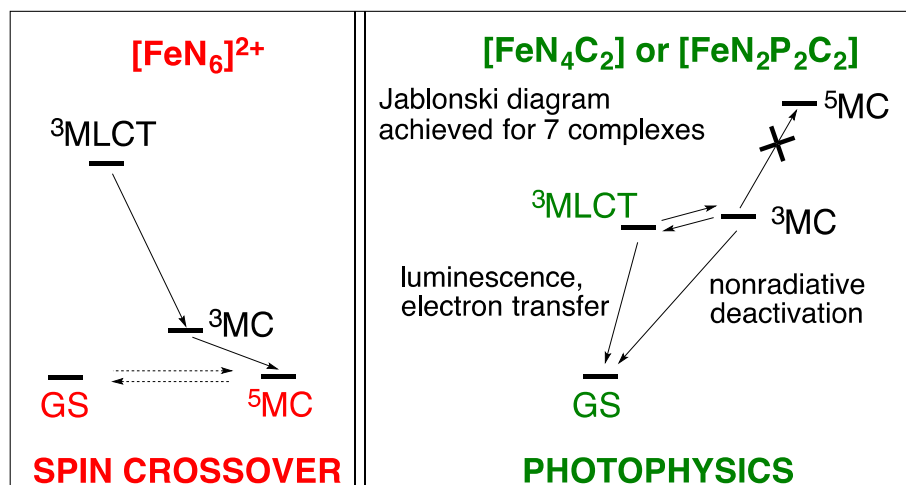 [FeN₆]²⁺
³MLCT
³MC
GS
⁵MC
SPIN CROSSOVER
[FeN₄C₂] or [FeN₂P₂C₂]
Jablonski diagram
achieved for 7 complexes
⁵MC
³MLCT
³MC
luminescence,
electron transfer
nonradiative
deactivation
GS
PHOTOPHYSICS